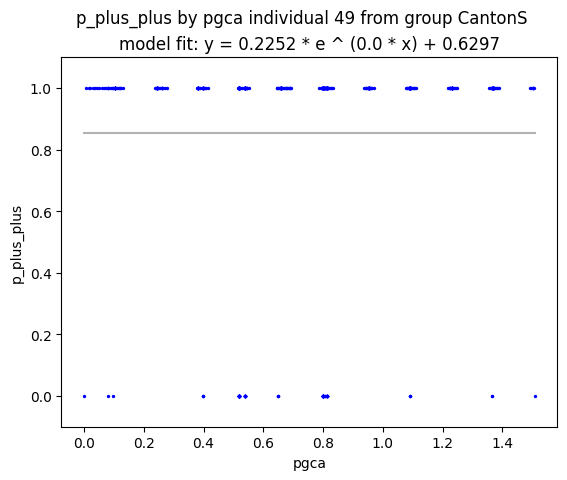 p_plus_plus by pgca individual 49 from group CantonS
model fit: y = 0.2252 * e ^ (0.0 * x) + 0.6297
1.0
0.8
0.6
0.4
0.2
0.0
p_plus_plus
0.0 0.2 0.4 0.6 0.8 1.0 1.2 1.4
pgca